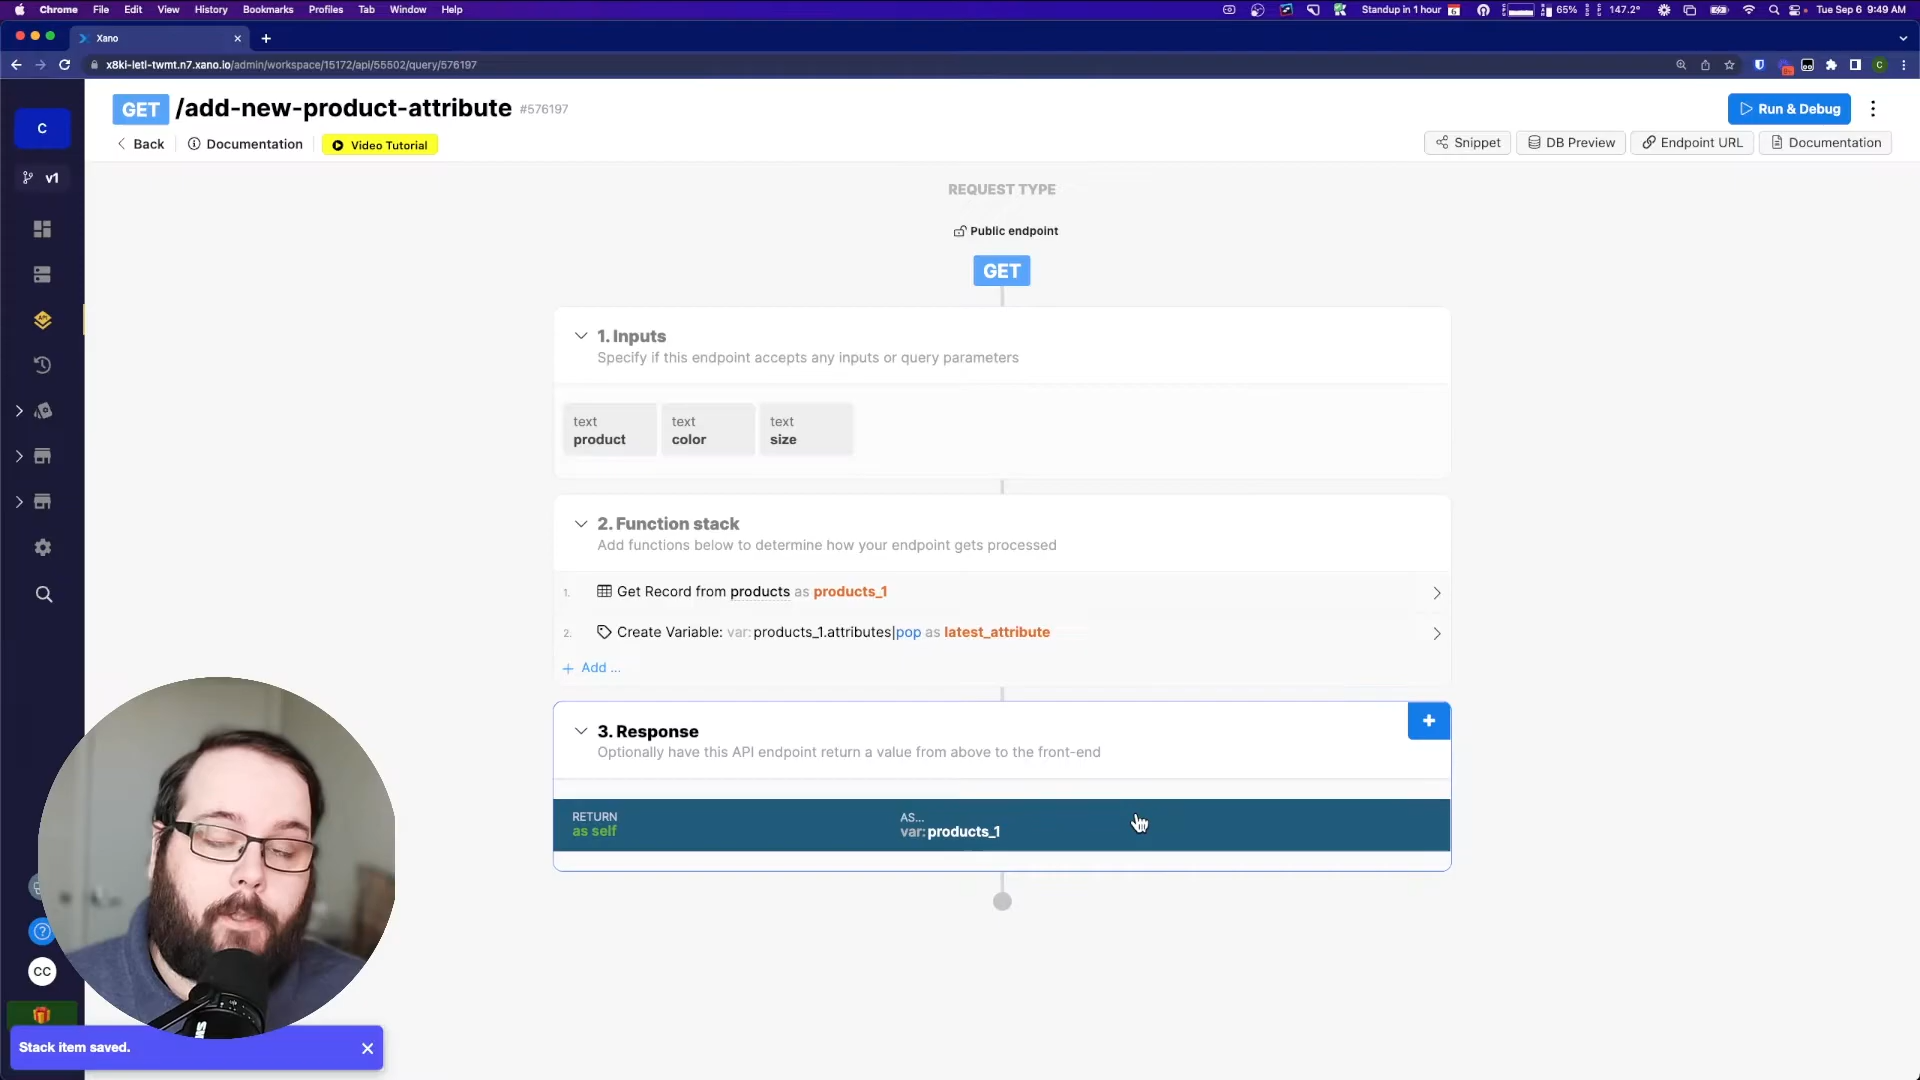 Chrome File Edit View History Bookmarks Profiles Tab Window Help
Standup in 1 hour 65% 147.2° Tue Sep 6 9:49 AM
Xano
x8ki-letl-twmt.n7.xano.io/admin/workspace/15172/api/55502/query/576197
C
GET /add-new-product-attribute #576197
Run & Debug
C
Back Documentation Video Tutorial
Snippet DB Preview Endpoint URL Documentation
v1
REQUEST TYPE
Public endpoint
GET
1. Inputs
Specify if this endpoint accepts any inputs or query parameters
text text text
product color size
2. Function stack
Add functions below to determine how your endpoint gets processed
1. Get Record from products as products_1
2. Create Variable: var: products_1.attributes|pop as latest_attribute
+ Add ...
3. Response
Optionally have this API endpoint return a value from above to the front-end
RETURN AS...
as self var: products_1
CC
Stack item saved.